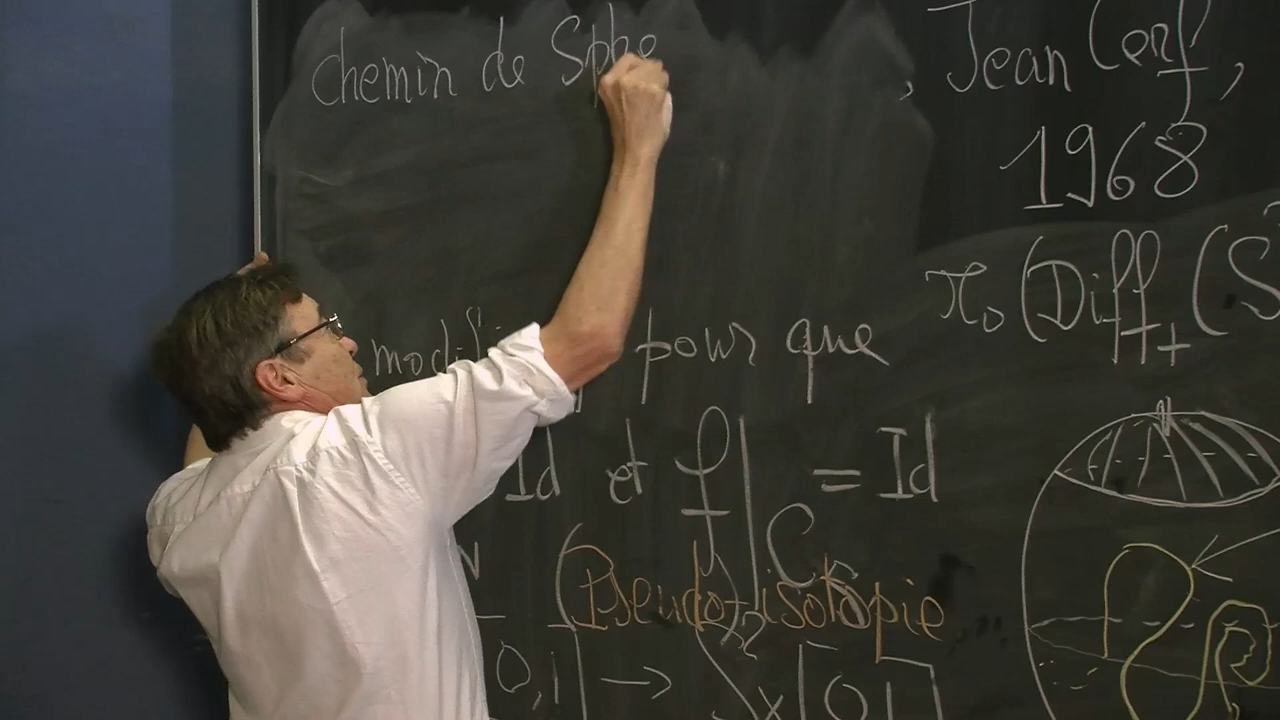 chemin de Sphe
, Jean Cerf,
1968
π₀ (Diff₊ (S
modif pour que
Id et f| = Id
C
(Pseudo-isotopie
0,1] → x [0,1]